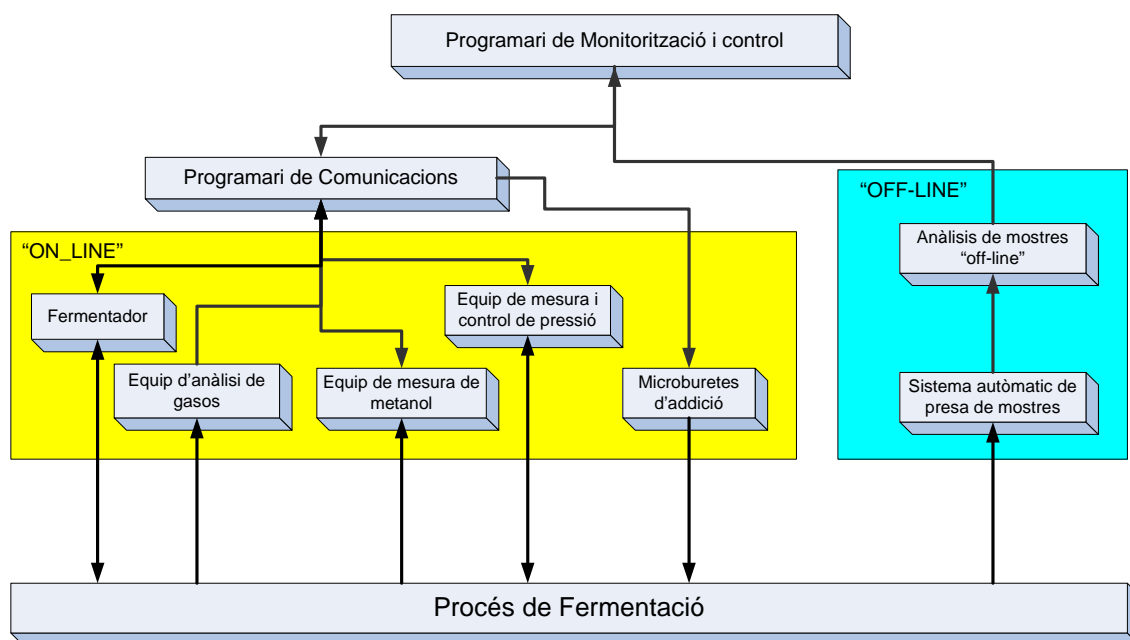 Programari de Monitorització i control
Programari de Comunicacions
“ON_LINE”
Fermentador
Equip d’anàlisi de
gasos
Equip de mesura de
metanol
Equip de mesura i
control de pressió
Microburetes
d’addició
“OFF-LINE”
Anàlisis de mostres
“off-line”
Sistema autòmatic de
presa de mostres
Procés de Fermentació